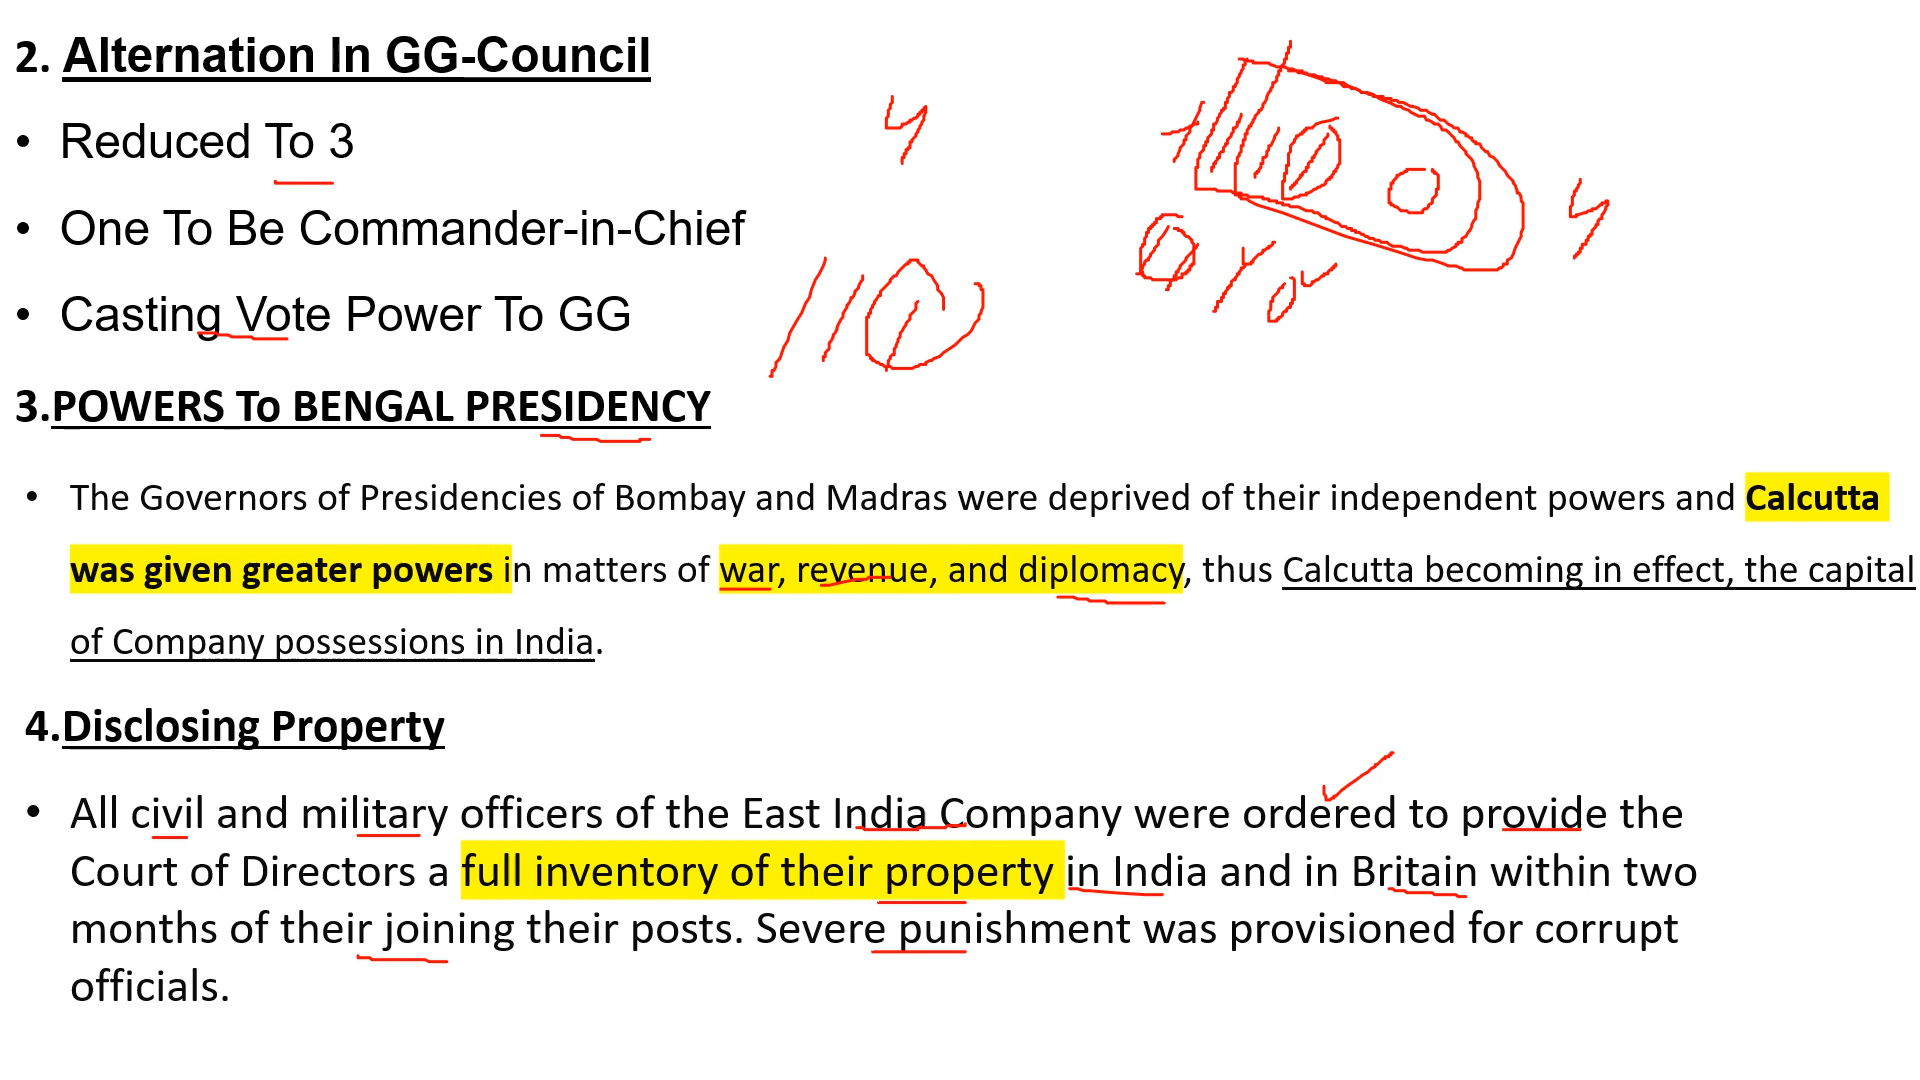 2. Alternation In GG-Council
• Reduced To 3
• One To Be Commander-in-Chief
• Casting Vote Power To GG
3.POWERS To BENGAL PRESIDENCY
• The Governors of Presidencies of Bombay and Madras were deprived of their independent powers and Calcutta
was given greater powers in matters of war, revenue, and diplomacy, thus Calcutta becoming in effect, the capital
of Company possessions in India.
4.Disclosing Property
• All civil and military officers of the East India Company were ordered to provide the
Court of Directors a full inventory of their property in India and in Britain within two
months of their joining their posts. Severe punishment was provisioned for corrupt
officials.